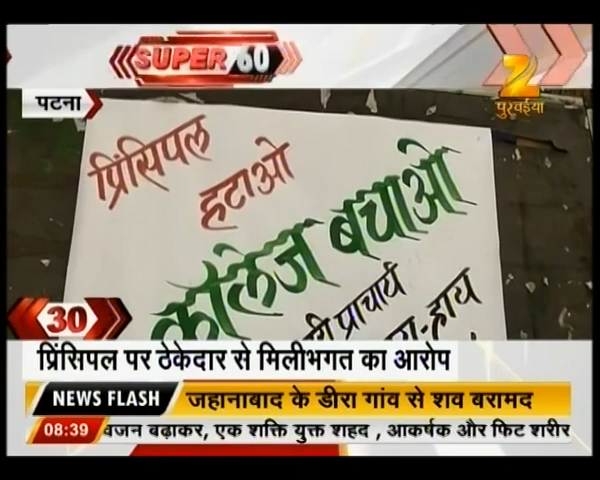 SUPER 60
Z
पुरवईया
पटना
प्रिंसिपल
हटाओ
कॉलेज बचाओ
प्राचार्य
हाय
30
प्रिंसिपल पर ठेकेदार से मिलीभगत का आरोप
NEWS FLASH
जहानाबाद के डीरा गांव से शव बरामद
08:39
वजन बढ़ाकर, एक शक्ति युक्त शहद , आकर्षक और फिट शरीर